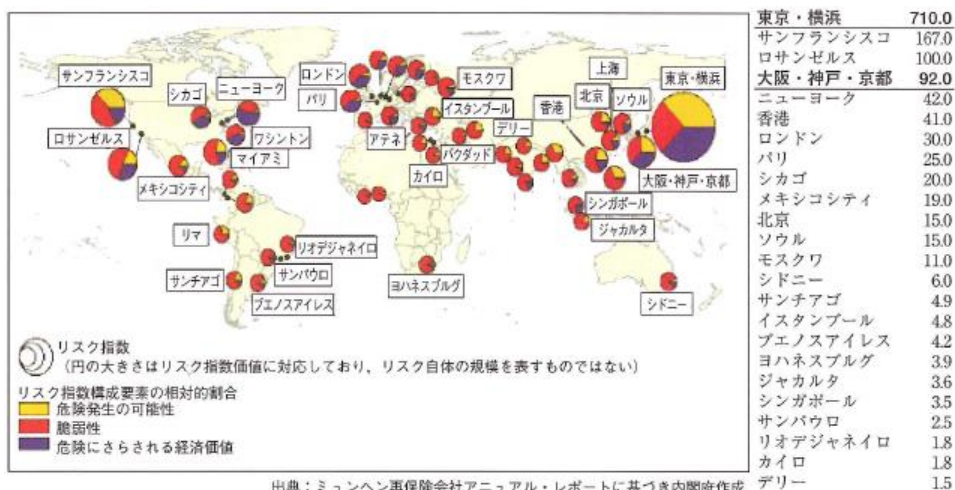 サンフランシスコ
ロサンゼルス
シカゴ
ニューヨーク
ワシントン
マイアミ
メキシコシティ
リマ
サンチアゴ
リオデジャネイロ
サンパウロ
ブエノスアイレス
ロンドン
パリ
モスクワ
イスタンブール
アテネ
バクダッド
カイロ
デリー
ヨハネスブルグ
香港
上海
北京
ソウル
東京・横浜
大阪・神戸・京都
シンガポール
ジャカルタ
シドニー
リスク指数
(円の大きさはリスク指数価値に対応しており、リスク自体の規模を表すものではない)
リスク指数構成要素の相対的割合
危険発生の可能性
脆弱性
危険にさらされる経済価値
出典:ミュンヘン再保険会社アニュアル・レポートに基づき内閣府作成
東京・横浜 710.0
サンフランシスコ 167.0
ロサンゼルス 100.0
大阪・神戸・京都 92.0
ニューヨーク 42.0
香港 41.0
ロンドン 30.0
パリ 25.0
シカゴ 20.0
メキシコシティ 19.0
北京 15.0
ソウル 15.0
モスクワ 11.0
シドニー 6.0
サンチアゴ 4.9
イスタンブール 4.8
ブエノスアイレス 4.2
ヨハネスブルグ 3.9
ジャカルタ 3.6
シンガポール 3.5
サンパウロ 2.5
リオデジャネイロ 1.8
カイロ 1.8
デリー 1.5